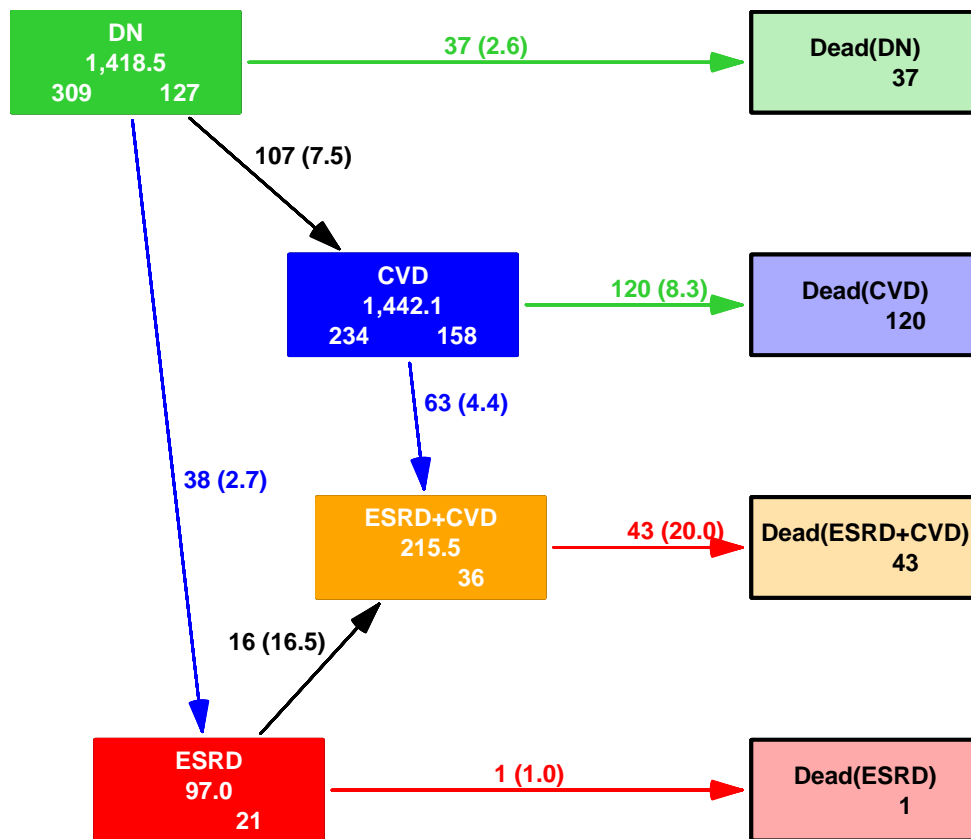 DN
1,418.5
309 127
37 (2.6)
Dead(DN)
37
107 (7.5)
CVD
1,442.1
234 158
120 (8.3)
Dead(CVD)
120
63 (4.4)
38 (2.7)
ESRD+CVD
215.5
36
43 (20.0)
Dead(ESRD+CVD)
43
16 (16.5)
ESRD
97.0
21
1 (1.0)
Dead(ESRD)
1